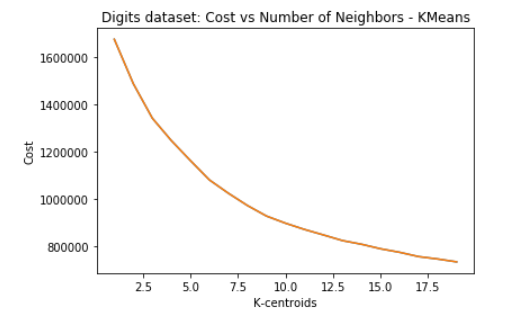 Digits dataset: Cost vs Number of Neighbors - KMeans
1600000
1400000
1200000
1000000
800000
Cost
2.5 5.0 7.5 10.0 12.5 15.0 17.5
K-centroids